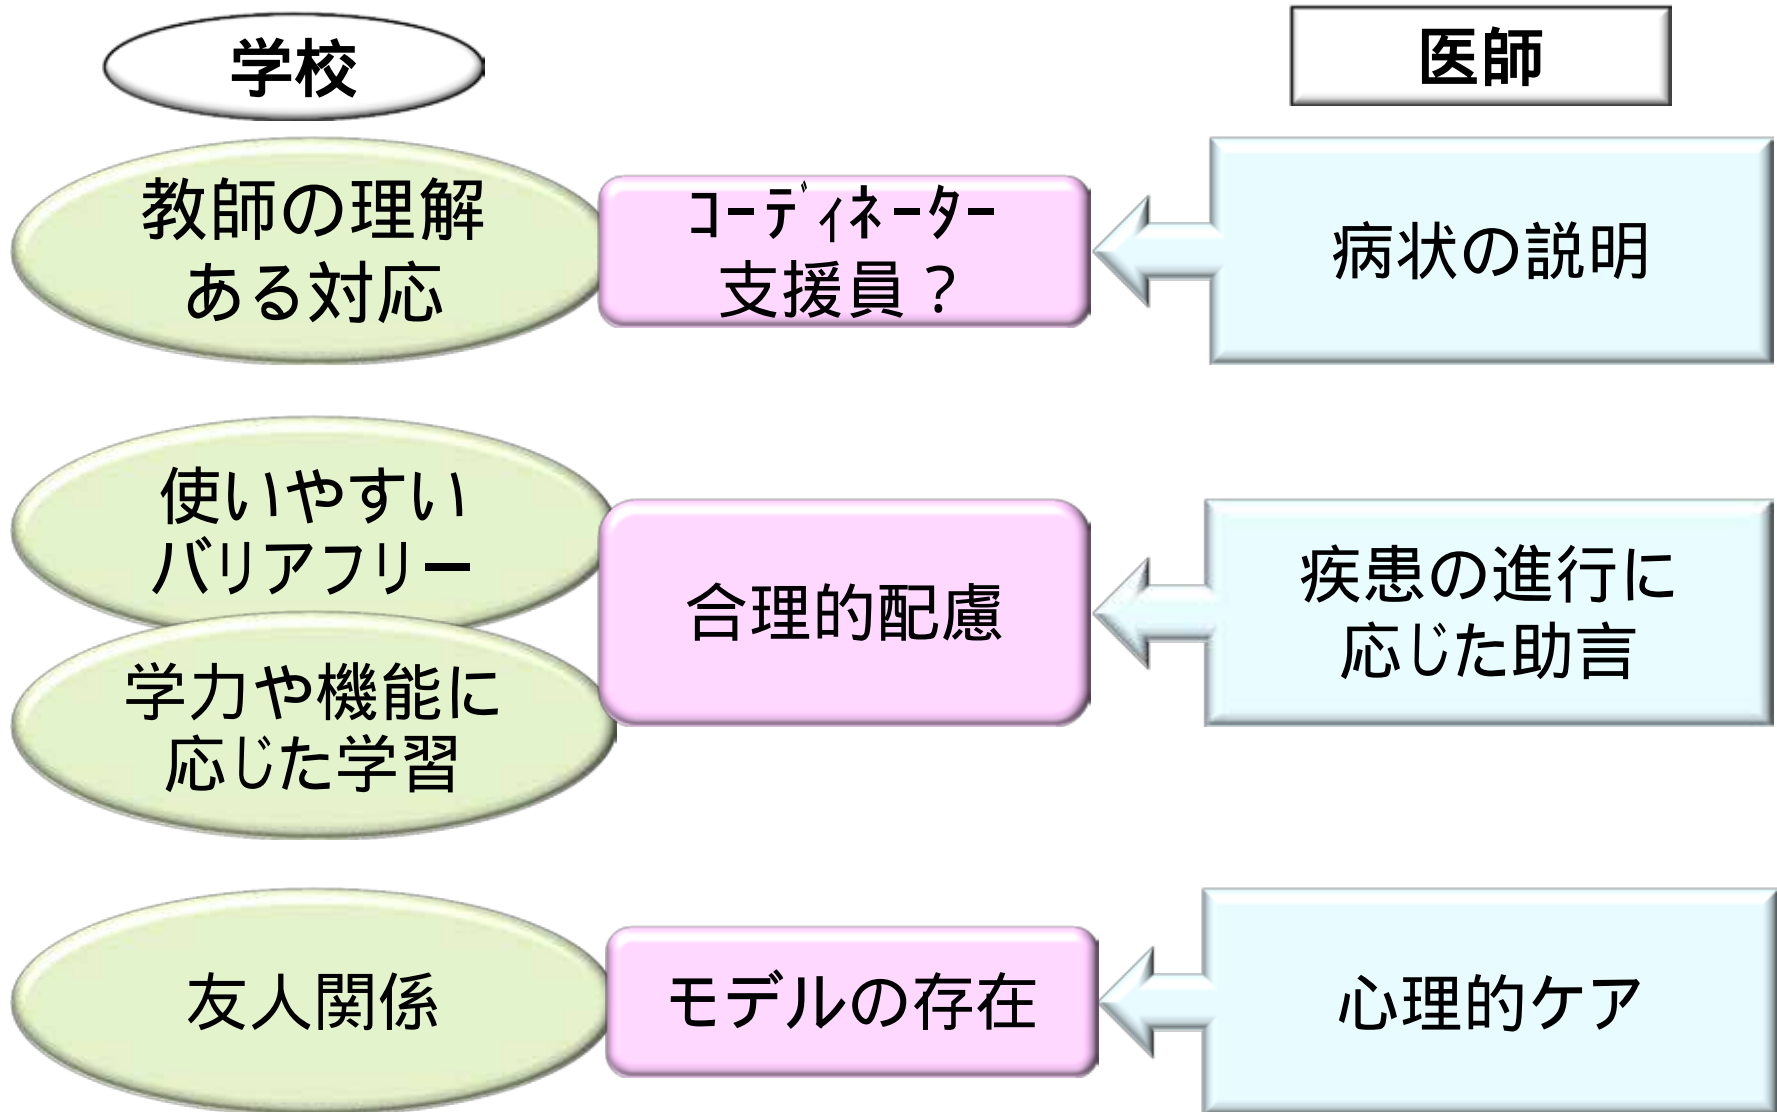 学校
医師
教師の理解
ある対応
ｺｰﾃﾞｨﾈｰﾀｰ
支援員？
病状の説明
使いやすい
バリアフリー
学力や機能に
応じた学習
合理的配慮
疾患の進行に
応じた助言
友人関係
モデルの存在
心理的ケア